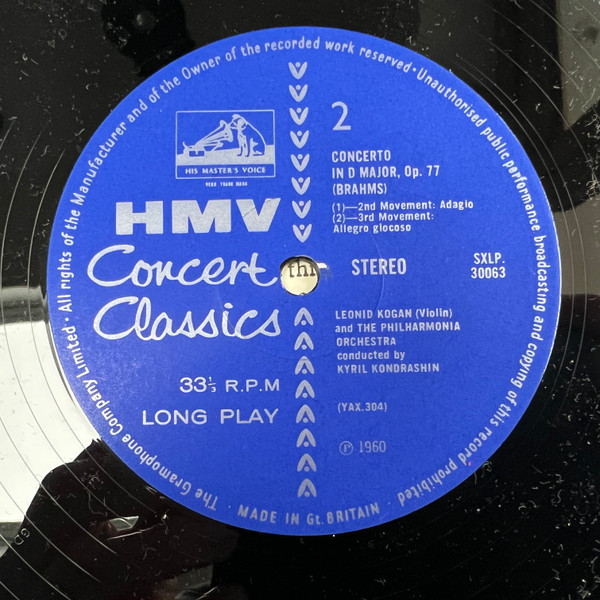 The Gramophone Company Limited · All rights of the Manufacturer and of the Owner of the recorded work reserved · Unauthorised public performance broadcasting and copying of this record prohibited
HIS MASTER'S VOICE
REGD TRADE MARK
HMV
Concert
Classics
33⅓ R.P.M
LONG PLAY
2
CONCERTO
IN D MAJOR, Op. 77
(BRAHMS)
(1)—2nd Movement: Adagio
(2)—3rd Movement:
Allegro giocoso
STEREO
SXLP.
30063
LEONID KOGAN (Violin)
and THE PHILHARMONIA
ORCHESTRA
conducted by
KYRIL KONDRASHIN
(YAX.304)
Ⓟ 1960
· MADE IN Gt. BRITAIN ·